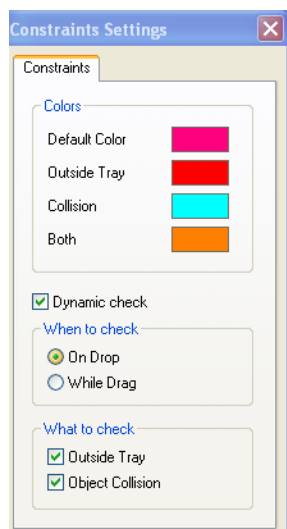 Constraints Settings
Constraints
Colors
Default Color
Outside Tray
Collision
Both
Dynamic check
When to check
On Drop
While Drag
What to check
Outside Tray
Object Collision